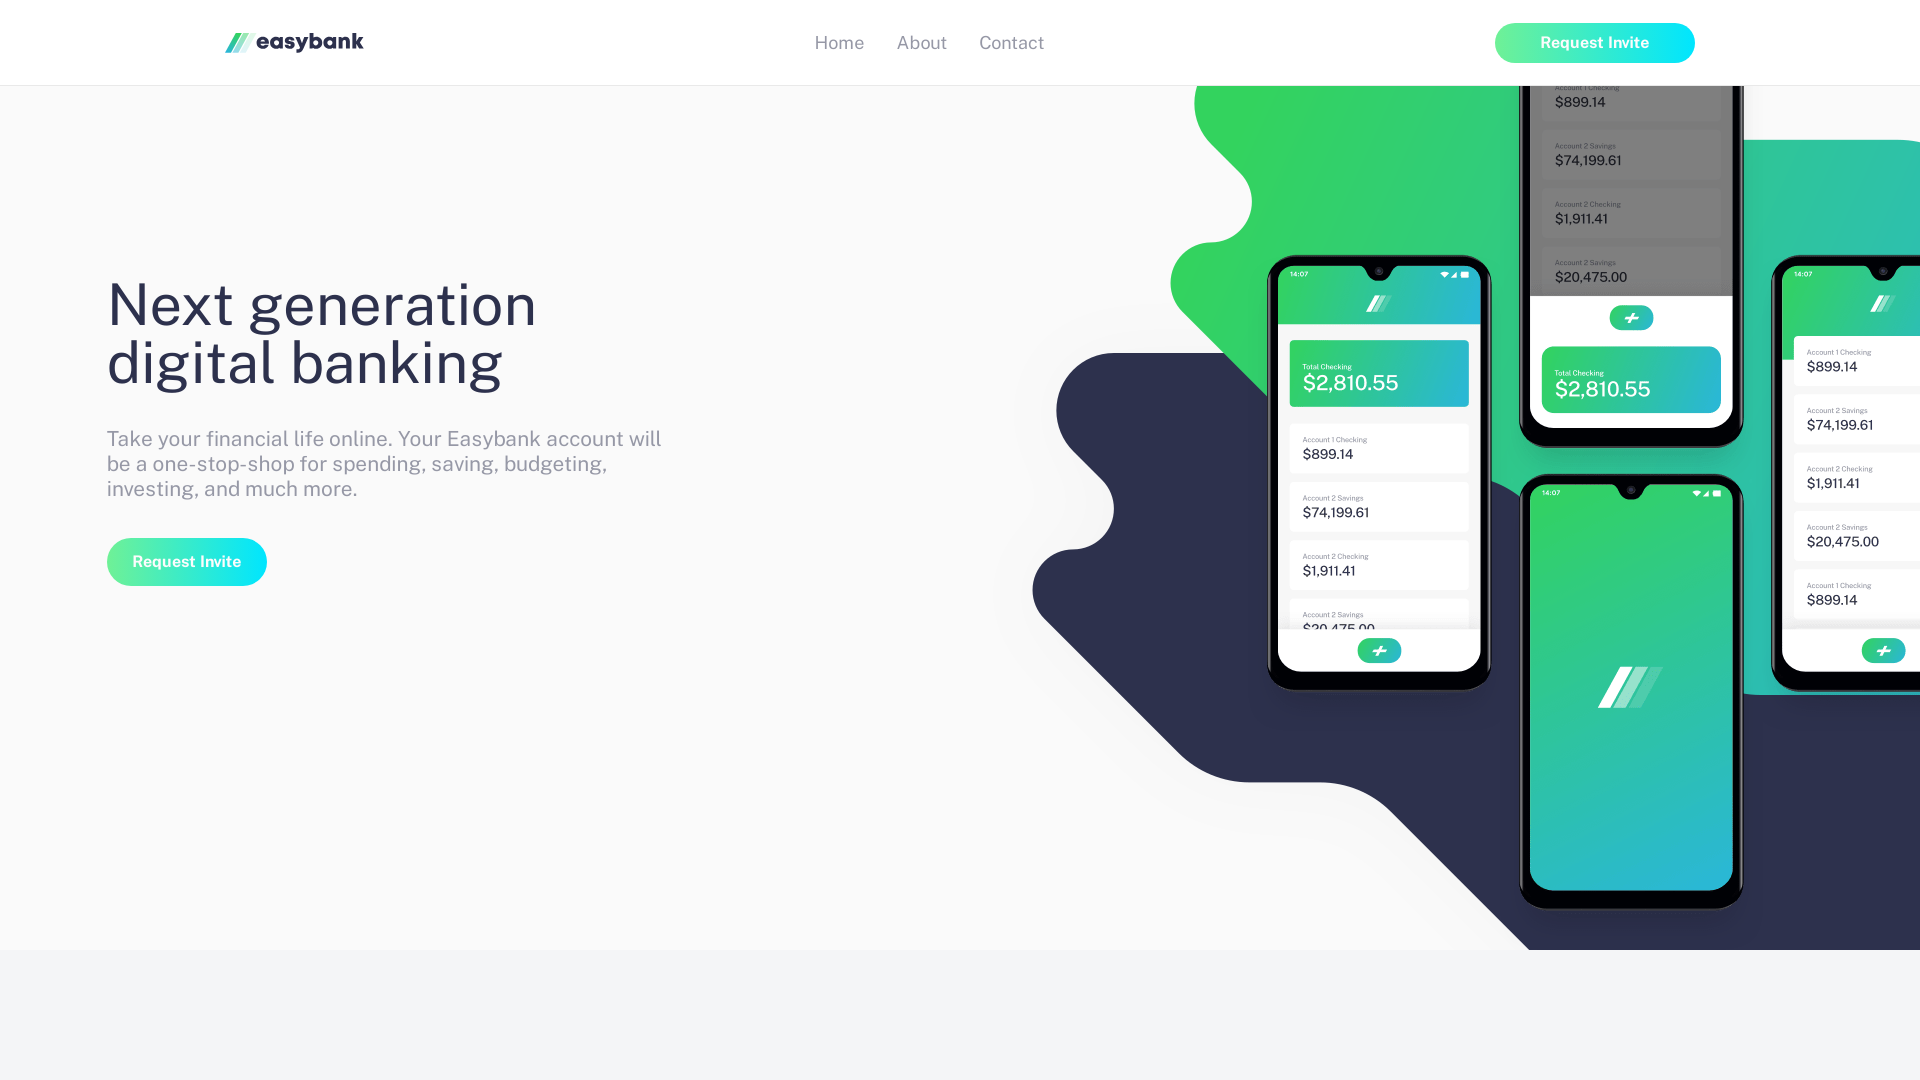 easybank
Home
About
Contact
Request Invite
Next generation
digital banking
Take your financial life online. Your Easybank account will
be a one-stop-shop for spending, saving, budgeting,
investing, and much more.
Request Invite
14:07
Total Checking
$2,810.55
Account 1 Checking
$899.14
Account 2 Savings
$74,199.61
Account 2 Checking
$1,911.41
Account 2 Savings
$20,475.00
Account 1 Checking
$899.14
Account 2 Savings
$74,199.61
Account 2 Checking
$1,911.41
Account 2 Savings
$20,475.00
Total Checking
$2,810.55
14:07
14:07
Account 1 Checking
$899.14
Account 2 Savings
$74,199.61
Account 2 Checking
$1,911.41
Account 2 Savings
$20,475.00
Account 1 Checking
$899.14